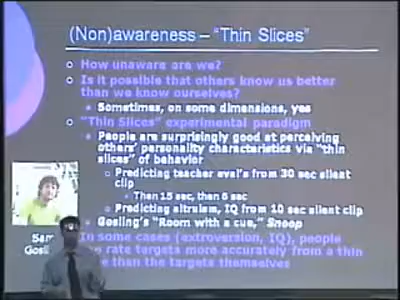 (Non)awareness – "Thin Slices"
How unaware are we?
Is it possible that others know us better
than we know ourselves?
Sometimes, on some dimensions, yes
"Thin Slices" experimental paradigm
People are surprisingly good at perceiving
others' personality characteristics via "thin
slices" of behavior
Predicting teacher eval's from 30 sec silent
clip
Then 15 sec, then 6 sec
Predicting altruism, IQ from 10 sec silent clip
Gosling's "Room with a cue," Snoop
In some cases (extroversion, IQ), people
rate targets more accurately from a thin
than the targets themselves
Sam
Gosl